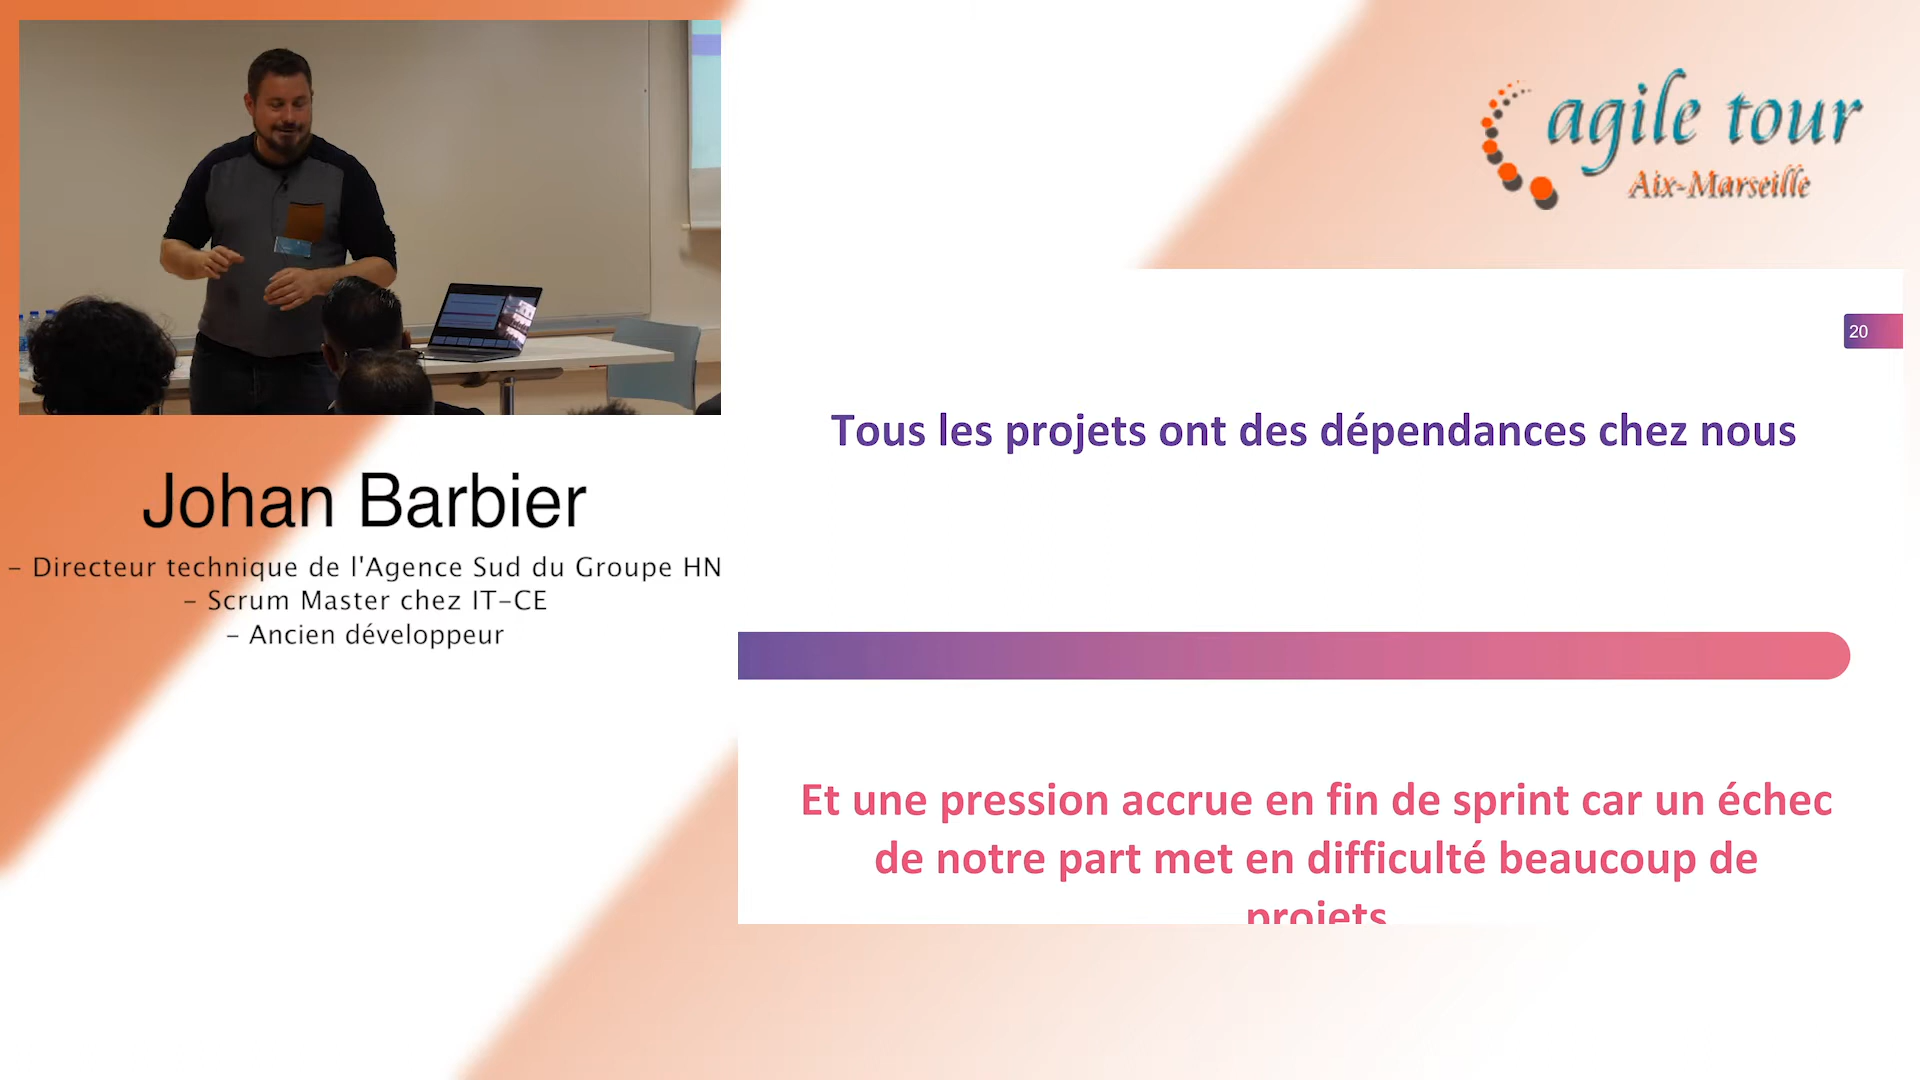 agile tour
Aix-Marseille
20
Tous les projets ont des dépendances chez nous
Johan Barbier
- Directeur technique de l'Agence Sud du Groupe HN
- Scrum Master chez IT-CE
- Ancien développeur
Et une pression accrue en fin de sprint car un échec
de notre part met en difficulté beaucoup de
projets